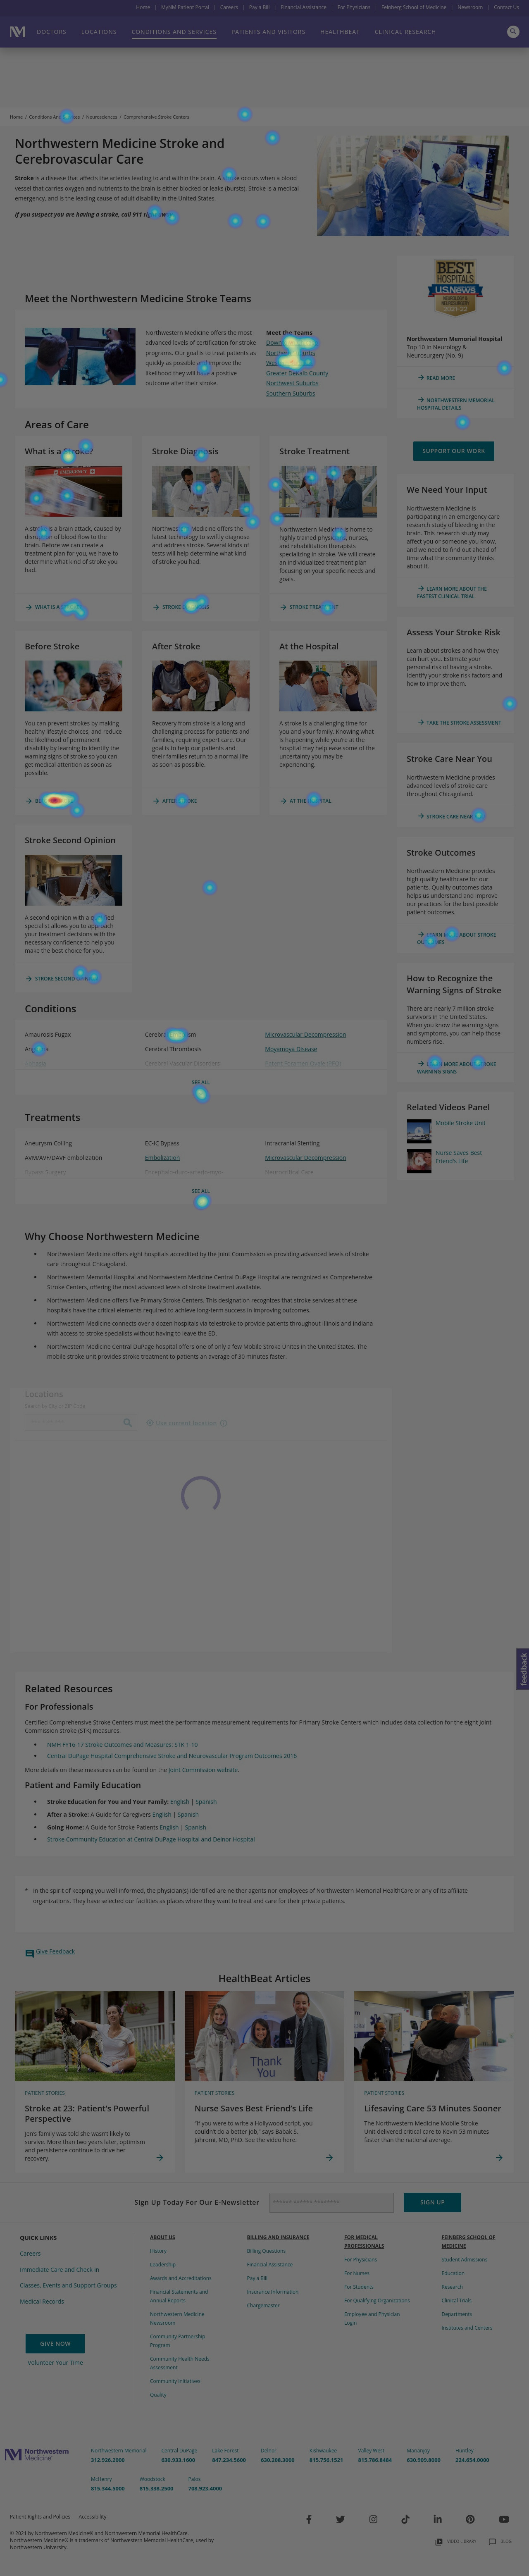 Home MyNM Patient Portal Careers Pay a Bill Financial Assistance For Physicians Feinberg School of Medicine Newsroom Contact Us
DOCTORS LOCATIONS CONDITIONS AND SERVICES PATIENTS AND VISITORS HEALTHBEAT CLINICAL RESEARCH
Home / Conditions / Neurosciences / Comprehensive Stroke Centers
Northwestern Medicine Stroke and
Cerebrovascular Care
Stroke is a disease that affects the arteries leading to and within the brain. A occurs when a blood
vessel that carries oxygen and nutrients to the brain is either blocked or leaks (bursts). Stroke is a medical
emergency, and is the leading cause of adult disability in the United States.
If you suspect you are having a stroke, call 911
Meet the Northwestern Medicine Stroke Teams
Northwestern Medicine offers the most
advanced levels of certification for stroke
programs. Our goal is to treat patients as
quickly as possible improve the
likelihood they will a positive
outcome after their stroke.
Meet the Teams
Greater DeKalb County
Northwest Suburbs
Southern Suburbs
BEST
HOSPITALS
U.S. News
Northwestern Memorial Hospital
Top 10 in Neurology &
Neurosurgery (No. 9)
READ MORE
NORTHWESTERN MEMORIAL
HOSPITAL DETAILS
SUPPORT OUR WORK
Areas of Care
What is a Stroke?
A is a brain attack, caused by
disruption of blood flow to the
brain. Before any
treatment plan for you, we have to
determine what kind of stroke you
had.
WHAT IS A
Stroke Diagnosis
Northwestern Medicine offers the
latest technology to swiftly diagnose
and address stroke. Several kinds of
tests will help determine what kind
of stroke you had.
STROKE
Stroke Treatment
Northwestern Medicine is home to
highly trained nurses,
and rehabilitation therapists
specializing in stroke. We will create
an individualized treatment plan
focusing on your specific needs and
goals.
STROKE
Before Stroke
You can prevent strokes by making
healthy lifestyle choices, and reduce
the likelihood of permanent
disability by learning to identify the
warning signs of stroke so you can
get medical attention as soon as
possible.
After Stroke
Recovery from stroke is a long and
challenging process for patients and
families, requiring expert care. Our
goal is to help our patients and
their families return to a normal life
as soon as possible.
AFTER
At the Hospital
A stroke is a challenging time for
you and your family. Knowing what
to expect while you are in the
hospital may help ease some of the
uncertainty you may be
experiencing.
AT THE
Stroke Second Opinion
A second opinion with a
specialist allows you to approach
your treatment decisions with the
necessary confidence to help you
make the best choice for you.
STROKE SECOND
We Need Your Input
Northwestern Medicine is
participating in an emergency care
research study of bleeding in the
brain. This research study may
affect you or someone you know,
and we need to find out ahead of
time what the community thinks
about it.
LEARN MORE ABOUT THE
FASTEST CLINICAL TRIAL
Assess Your Stroke Risk
Learn about strokes and how they
can hurt you. Estimate your
personal risk of having a stroke.
Identify your stroke risk factors and
how to improve them.
TAKE THE STROKE ASSESSMENT
Stroke Care Near You
Northwestern Medicine provides
advanced levels of stroke care
throughout Chicagoland.
STROKE CARE NEAR
Stroke Outcomes
Northwestern Medicine provides
high quality healthcare for our
patients. Quality outcomes data
helps us understand and improve
our practices for the best possible
patient outcomes.
ABOUT STROKE
How to Recognize the
Warning Signs of Stroke
There are nearly 7 million stroke
survivors in the United States.
When you know the warning signs
and symptoms, you can help those
numbers rise.
MORE ABOUT
WARNING SIGNS
Related Videos Panel
Mobile Stroke Unit
Nurse Saves Best
Friend's Life
Conditions
Amaurosis Fugax Microvascular Decompression
Cerebral Thrombosis Moyamoya Disease
SEE ALL
Treatments
Aneurysm Coiling EC-IC Bypass Intracranial Stenting
AVM/AVF/DAVF embolization Embolization Microvascular Decompression
SEE ALL
Why Choose Northwestern Medicine
Northwestern Medicine offers eight hospitals accredited by the Joint Commission as providing advanced levels of stroke
care throughout Chicagoland.
Northwestern Memorial Hospital and Northwestern Medicine Central DuPage Hospital are recognized as Comprehensive
Stroke Centers, offering the most advanced levels of stroke treatment available.
Northwestern Medicine offers five Primary Stroke Centers. This designation recognizes that stroke services at these
hospitals have the critical elements required to achieve long-term success in improving outcomes.
Northwestern Medicine connects over a dozen hospitals via telestroke to provide patients throughout Illinois and Indiana
with access to stroke specialists without having to leave the ED.
Northwestern Medicine Central DuPage hospital offers one of only a few Mobile Stroke Unites in the United States. The
mobile stroke unit provides stroke treatment to patients an average of 30 minutes faster.
Locations
feedback
Related Resources
For Professionals
Certified Comprehensive Stroke Centers must meet the performance measurement requirements for Primary Stroke Centers which includes data collection for the eight Joint
Commission stroke (STK) measures.
NMH FY16-17 Stroke Outcomes and Measures: STK 1-10
Central DuPage Hospital Comprehensive Stroke and Neurovascular Program Outcomes 2016
More details on these measures can be found on the Joint Commission website.
Patient and Family Education
Stroke Education for You and Your Family: English | Spanish
After a Stroke: A Guide for Caregivers English | Spanish
Going Home: A Guide for Stroke Patients English | Spanish
Stroke Community Education at Central DuPage Hospital and Delnor Hospital
* In the spirit of keeping you well-informed, the physician(s) identified are neither agents nor employees of Northwestern Memorial HealthCare or any of its affiliate
organizations. They have selected our facilities as places where they want to treat and care for their private patients.
Give Feedback
HealthBeat Articles
THANK
YOU
PATIENT STORIES
Stroke at 23: Patient's Powerful
Perspective
Jen's family was told she wasn't likely to
survive. More than two years later, optimism
and persistence continue to drive her
recovery.
PATIENT STORIES
Nurse Saves Best Friend's Life
"If you were to write a Hollywood script, you
couldn't do a better job," says Babak S.
Jahromi, MD, PhD. See the video here.
PATIENT STORIES
Lifesaving Care 53 Minutes Sooner
The Northwestern Medicine Mobile Stroke
Unit delivered critical care to Kevin 53 minutes
faster than the national average.
Sign Up Today For Our E-Newsletter
SIGN UP
QUICK LINKS
Careers
Immediate Care and Check-in
Classes, Events and Support Groups
Medical Records
GIVE NOW
Volunteer Your Time
ABOUT US
History
Leadership
Awards and Accreditations
Financial Statements and
Annual Reports
Northwestern Medicine
Newsroom
Community Partnership
Program
Community Health Needs
Assessment
Community Initiatives
Quality
BILLING AND INSURANCE
Billing Questions
Financial Assistance
Pay a Bill
Insurance Information
Chargemaster
FOR MEDICAL
PROFESSIONALS
For Physicians
For Nurses
For Students
For Qualifying Organizations
Employee and Physician
Login
FEINBERG SCHOOL OF
MEDICINE
Student Admissions
Education
Research
Clinical Trials
Departments
Institutes and Centers
Northwestern
Medicine
Northwestern Memorial Central DuPage Lake Forest Delnor Kishwaukee Valley West Marianjoy Huntley
312.926.2000 630.933.1600 847.234.5600 630.208.3000 815.756.1521 815.786.8484 630.909.8000 224.654.0000
McHenry Woodstock Palos
815.344.5000 815.338.2500 708.923.4000
Patient Rights and Policies Accessibility
© 2021 by Northwestern Medicine® and Northwestern Memorial HealthCare.
Northwestern Medicine® is a trademark of Northwestern Memorial HealthCare, used by
Northwestern University.
VIDEO LIBRARY BLOG